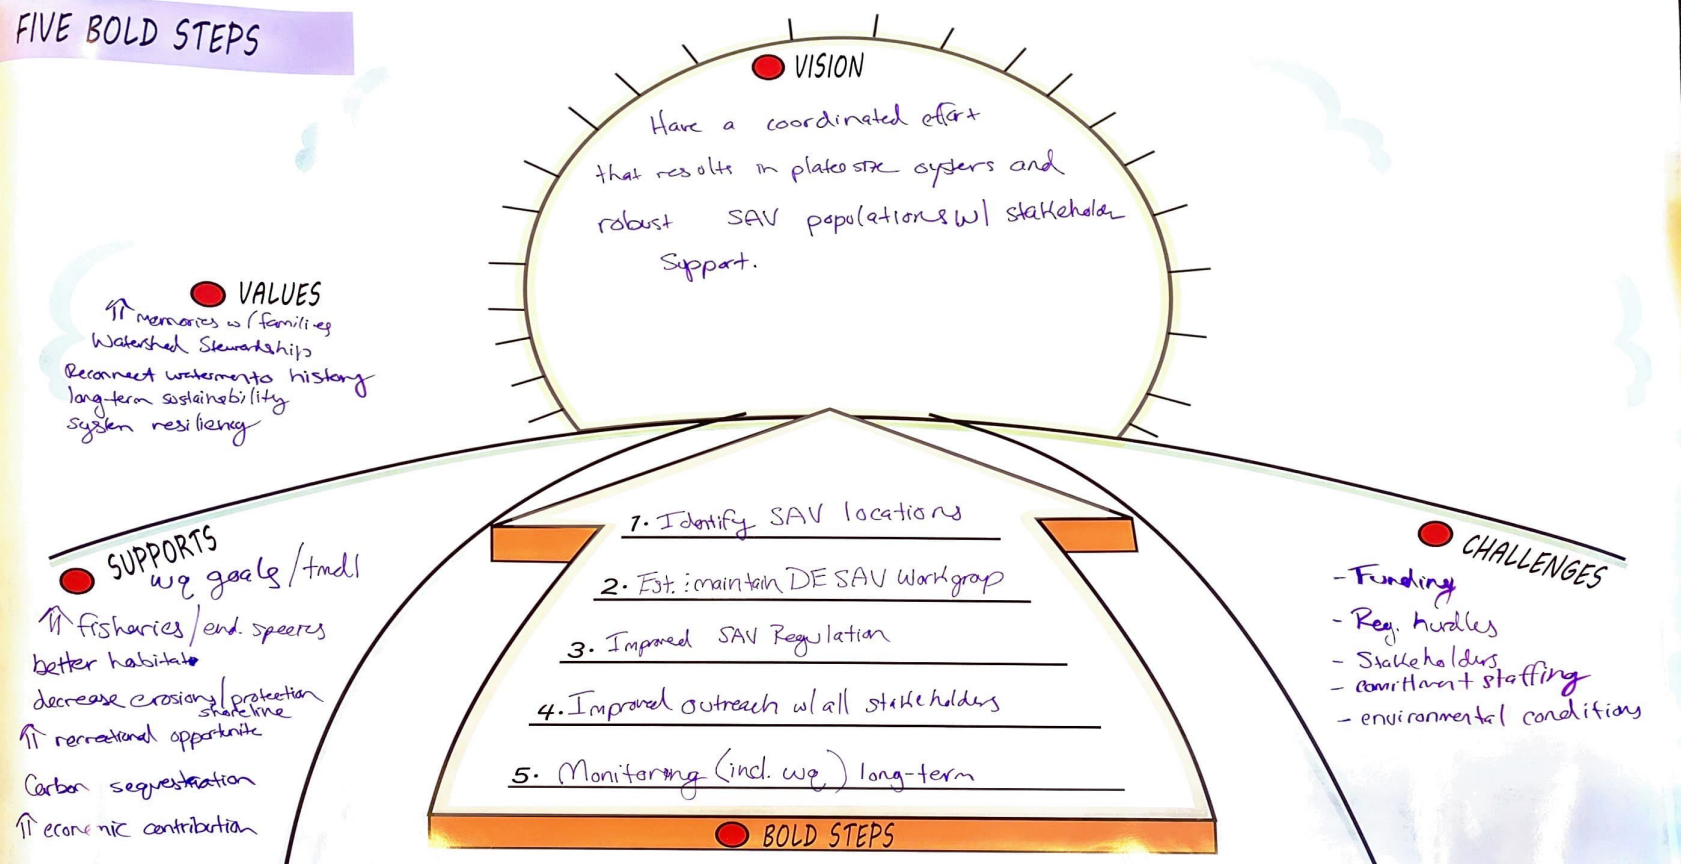 FIVE BOLD STEPS
VISION
Have a coordinated effort
that results in plate size oysters and
robust SAV populations w/ stakeholder
Support.
VALUES
⇑ memories w/ families
Watershed Stewardship
Reconnect watermen to history
long-term sustainability
system resiliency
SUPPORTS
wq goals/tmdl
⇑ fisheries/end. species
better habitat
decrease erosion/protection
shoreline
⇑ recreational opportunite
Carbon sequestration
⇑ economic contribution
1. Identify SAV locations
2. Est. : maintain DE SAV Workgroup
3. Improved SAV Regulation
4. Improved outreach w/ all stakeholders
5. Monitoring (incl. wq) long-term
BOLD STEPS
CHALLENGES
- Funding
- Reg. hurdles
- Stakeholders
- comittment staffing
- environmental conditions